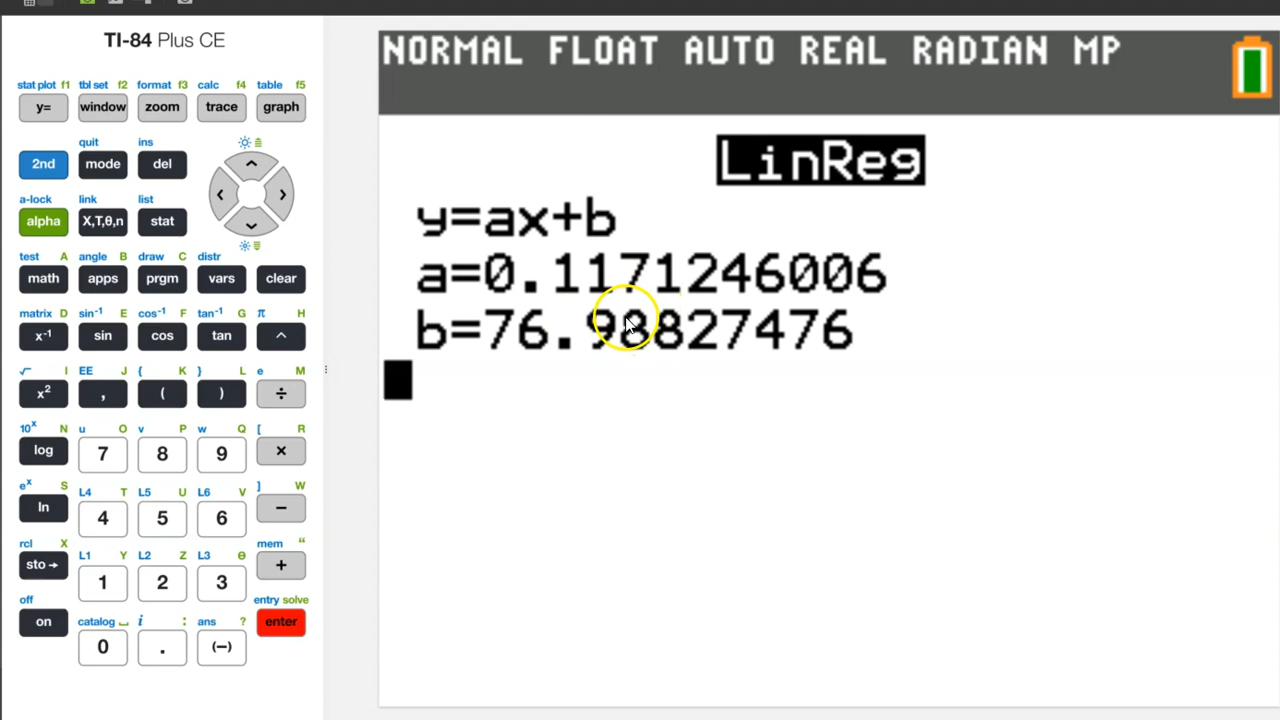 TI-84 Plus CE
stat plot f1 tbl set f2 format f3 calc f4 table f5
y= window zoom trace graph
quit ins
2nd mode del
a-lock link list
alpha X,T,θ,n stat
test A angle B draw C distr
math apps prgm vars clear
matrix D sin⁻¹ E cos⁻¹ F tan⁻¹ G π H
x⁻¹ sin cos tan ^
√ I EE J { K } L e M
x² , ( ) ÷
10ˣ N u O v P w Q [ R
log 7 8 9 ×
eˣ S L4 T L5 U L6 V ] W
ln 4 5 6 −
rcl X L1 Y L2 Z L3 θ mem “
sto→ 1 2 3 +
off catalog ⎵ i : ans ? entry solve
on 0 . (−) enter
NORMAL FLOAT AUTO REAL RADIAN MP
LinReg
y=ax+b
a=0.1171246006
b=76.98827476